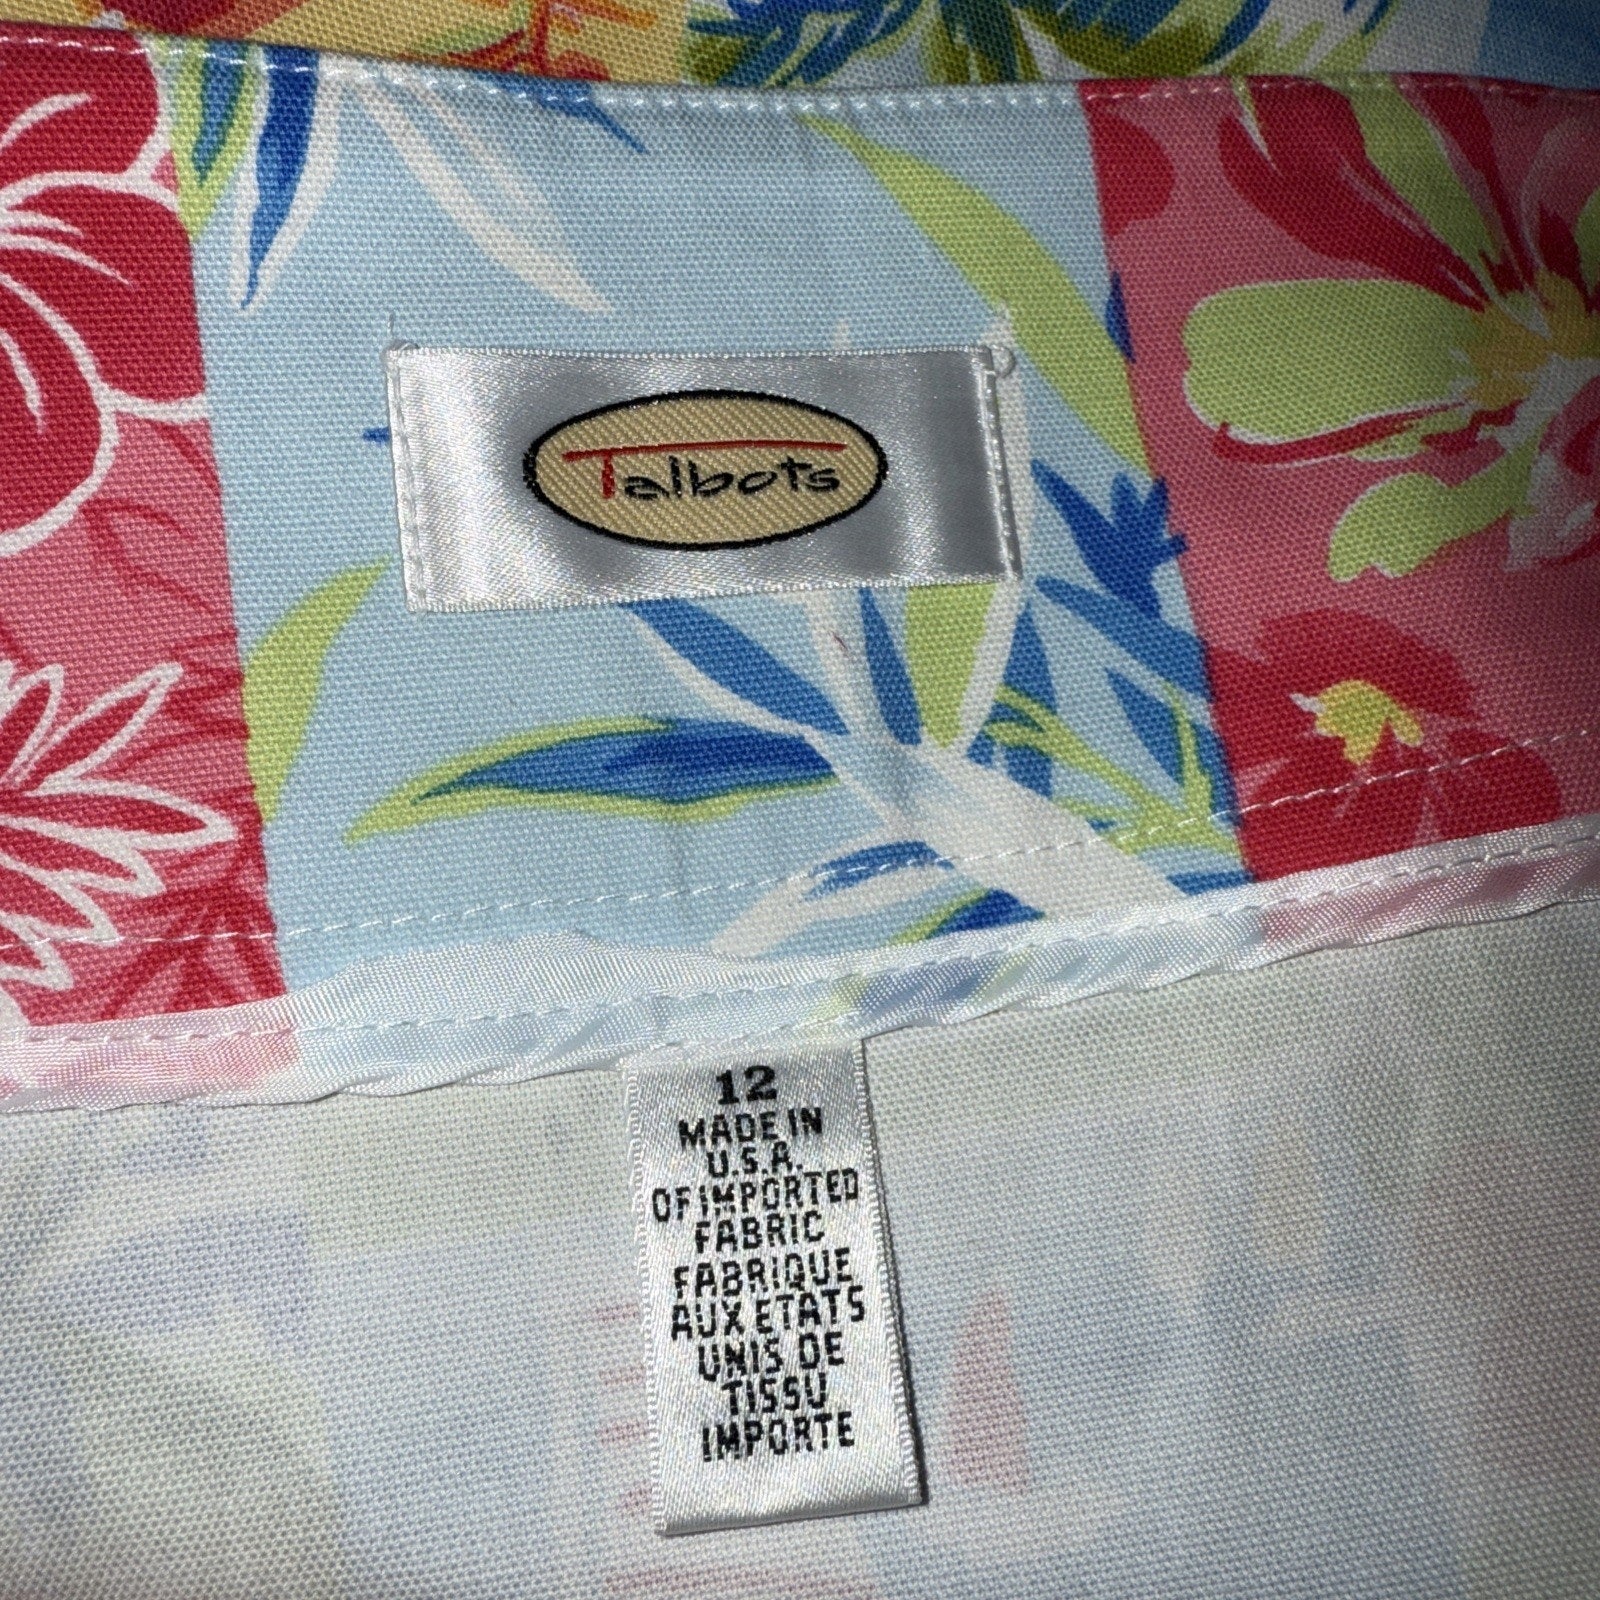 Talbots
12
MADE IN
U.S.A.
OF IMPORTED
FABRIC
FABRIQUE
AUX ETATS
UNIS DE
TISSU
IMPORTE